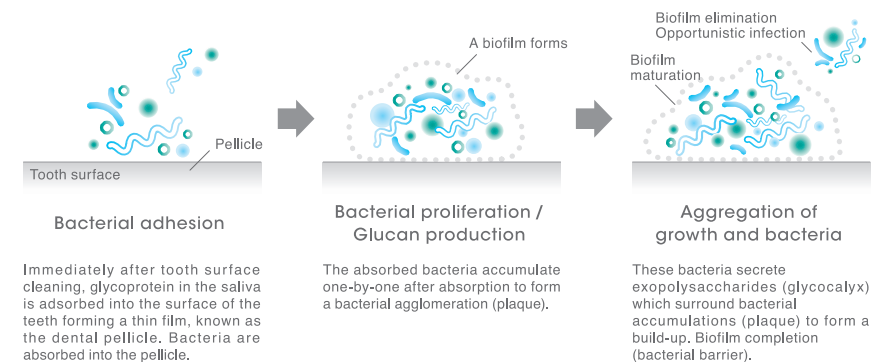 A biofilm forms
Biofilm elimination
Opportunistic infection
Biofilm
maturation
Pellicle
Tooth surface
Bacterial adhesion
Immediately after tooth surface
cleaning, glycoprotein in the saliva
is adsorbed into the surface of the
teeth forming a thin film, known as
the dental pellicle. Bacteria are
absorbed into the pellicle.
Bacterial proliferation /
Glucan production
The absorbed bacteria accumulate
one-by-one after absorption to form
a bacterial agglomeration (plaque).
Aggregation of
growth and bacteria
These bacteria secrete
exopolysaccharides (glycocalyx)
which surround bacterial
accumulations (plaque) to form a
build-up. Biofilm completion
(bacterial barrier).